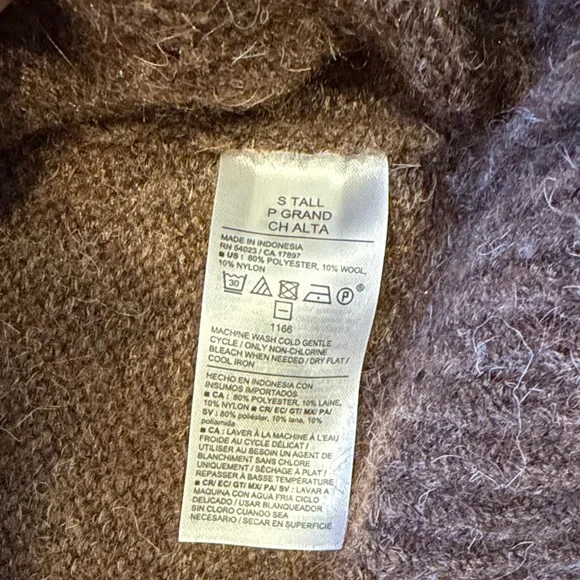 S TALL
P GRAND
CH ALTA
MADE IN INDONESIA
RN 54023 / CA 17897
■ US : 80% POLYESTER, 10% WOOL,
10% NYLON
30 P ®
1166
MACHINE WASH COLD GENTLE
CYCLE / ONLY NON-CHLORINE
BLEACH WHEN NEEDED / DRY FLAT /
COOL IRON
HECHO EN INDONESIA CON
INSUMOS IMPORTADOS
■ CA : 80% POLYESTER, 10% LAINE,
10% NYLON ■ CR/ EC/ GT/ MX/ PA/
SV : 80% poliéster, 10% lana, 10%
poliamida
■ CA : LAVER À LA MACHINE À L'EAU
FROIDE AU CYCLE DÉLICAT /
UTILISER AU BESOIN UN AGENT DE
BLANCHIMENT SANS CHLORE
UNIQUEMENT / SÉCHAGE À PLAT /
REPASSER À BASSE TEMPÉRATURE
■ CR/ EC/ GT/ MX/ PA/ SV : LAVAR A
MAQUINA CON AGUA FRIA CICLO
DELICADO / USAR BLANQUEADOR
SIN CLORO CUANDO SEA
NECESARIO / SECAR EN SUPERFICIE